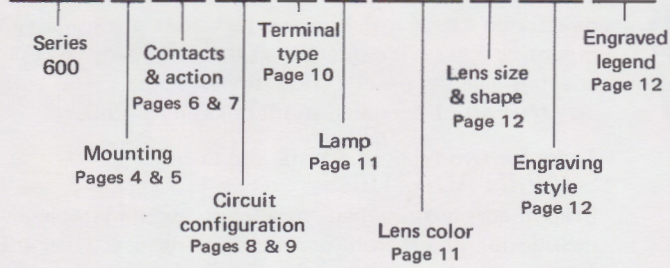 Series
600
Mounting
Pages 4 & 5
Contacts
& action
Pages 6 & 7
Circuit
configuration
Pages 8 & 9
Terminal
type
Page 10
Lamp
Page 11
Lens color
Page 11
Lens size
& shape
Page 12
Engraving
style
Page 12
Engraved
legend
Page 12